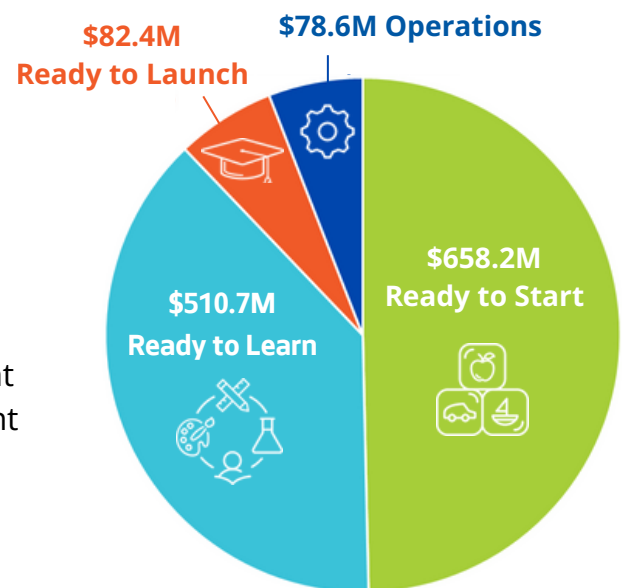 $82.4M
Ready to Launch
$78.6M Operations
$658.2M
Ready to Start
$510.7M
Ready to Learn